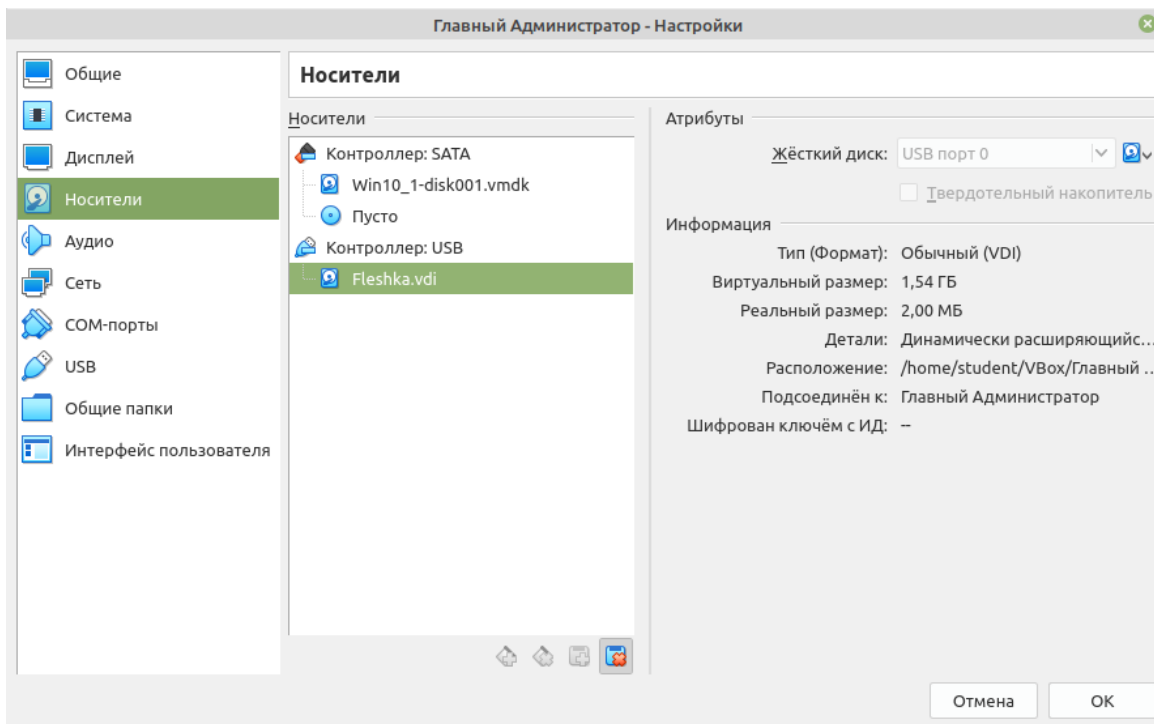 Главный Администратор - Настройки
Общие
Система
Дисплей
Носители
Аудио
Сеть
COM-порты
USB
Общие папки
Интерфейс пользователя
Носители
Носители
Контроллер: SATA
Win10_1-disk001.vmdk
Пусто
Контроллер: USB
Fleshka.vdi
Атрибуты
Жёсткий диск: USB порт 0
Твердотельный накопитель
Информация
Тип (Формат): Обычный (VDI)
Виртуальный размер: 1,54 ГБ
Реальный размер: 2,00 МБ
Детали: Динамически расширяющийс...
Расположение: /home/student/VBox/Главный ...
Подсоединён к: Главный Администратор
Шифрован ключём с ИД: --
Отмена
OK